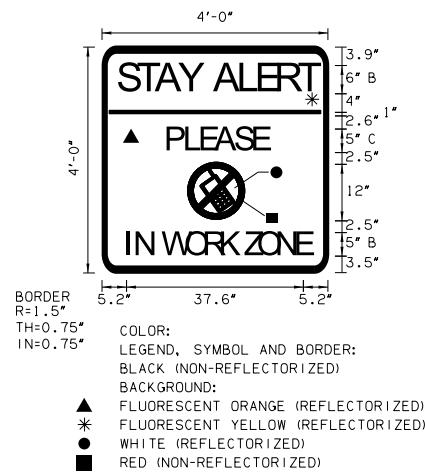 4'-0"
4'-0"
STAY ALERT
PLEASE
IN WORK ZONE
3.9"
6" B
4"
1"
2.6"
5" C
2.5"
12"
2.5"
5" B
3.5"
5.2" 37.6" 5.2"
BORDER
R=1.5"
TH=0.75"
IN=0.75"
COLOR:
LEGEND, SYMBOL AND BORDER:
BLACK (NON-REFLECTORIZED)
BACKGROUND:
FLUORESCENT ORANGE (REFLECTORIZED)
FLUORESCENT YELLOW (REFLECTORIZED)
WHITE (REFLECTORIZED)
RED (NON-REFLECTORIZED)